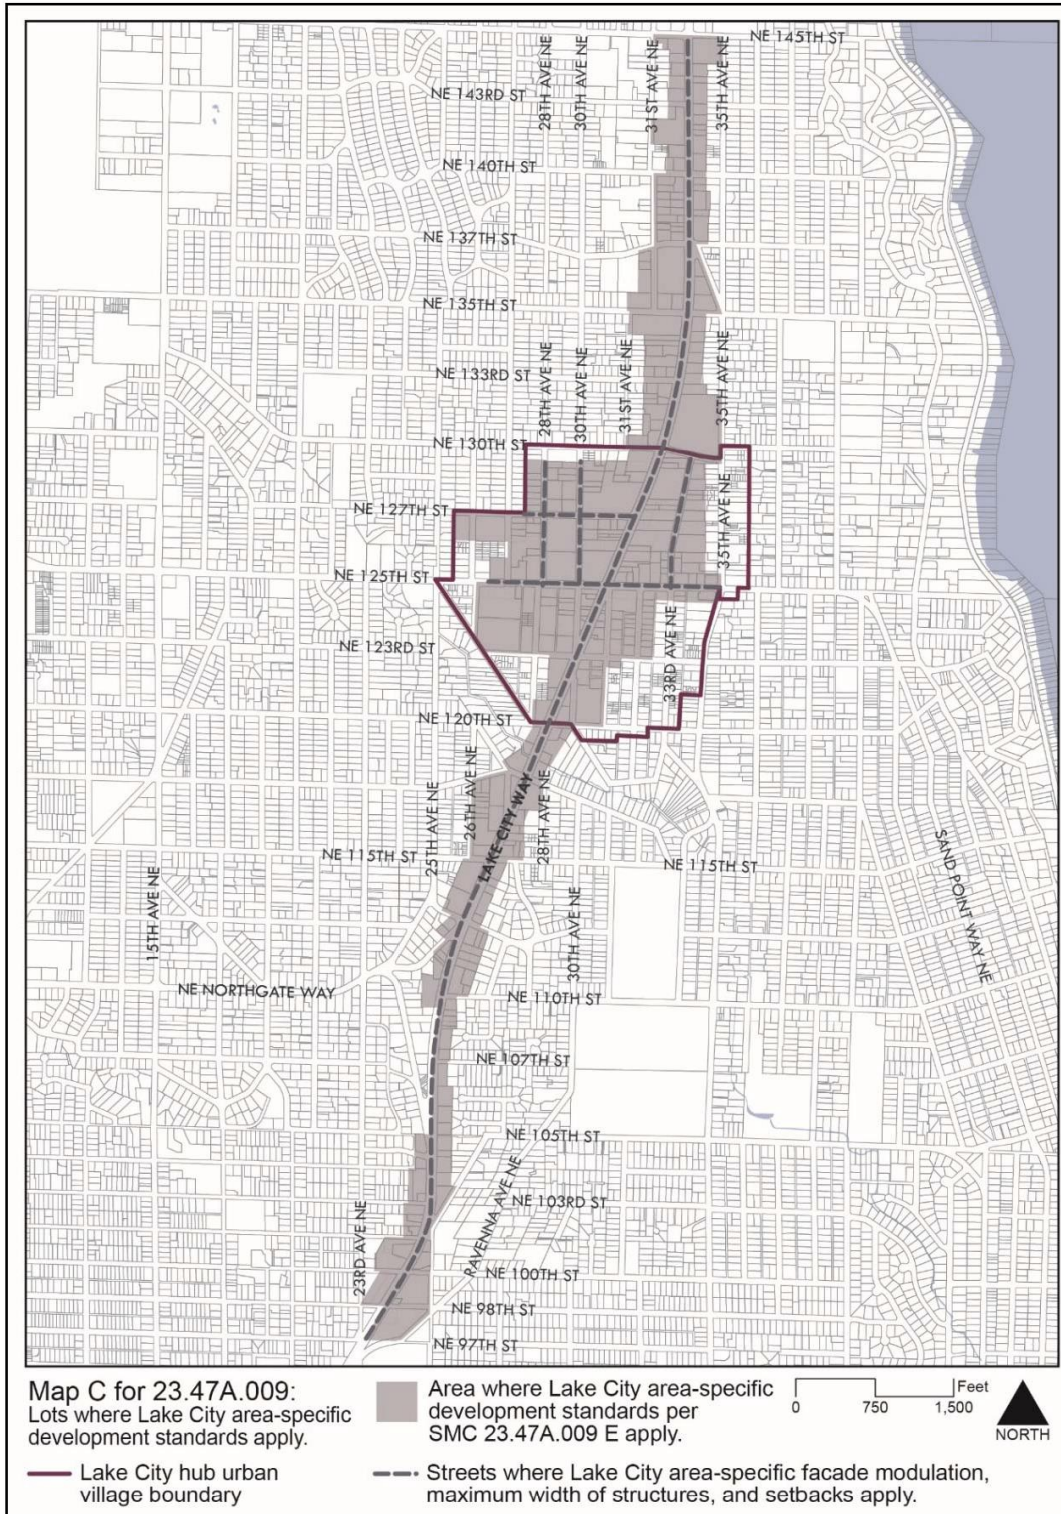 NE 145TH ST
28TH AVE NE
30TH AVE NE
31ST AVE NE
35TH AVE NE
NE 143RD ST
NE 140TH ST
NE 137TH ST
NE 135TH ST
28TH AVE NE
30TH AVE NE
31ST AVE NE
35TH AVE NE
NE 133RD ST
NE 130TH ST
NE 127TH ST
35TH AVE NE
NE 125TH ST
NE 123RD ST
33RD AVE NE
NE 120TH ST
26TH AVE NE
25TH AVE NE
LAKE CITY WAY
28TH AVE NE
NE 115TH ST
NE 115TH ST
SAND POINT WAY NE
15TH AVE NE
30TH AVE NE
NE NORTHGATE WAY
NE 110TH ST
NE 107TH ST
NE 105TH ST
RAVENNA AVE NE
NE 103RD ST
23RD AVE NE
NE 100TH ST
NE 98TH ST
NE 97TH ST
Map C for 23.47A.009:
Lots where Lake City area-specific
development standards apply.
Area where Lake City area-specific
development standards per
SMC 23.47A.009 E apply.
Feet
0 750 1,500
NORTH
Lake City hub urban
village boundary
Streets where Lake City area-specific facade modulation,
maximum width of structures, and setbacks apply.